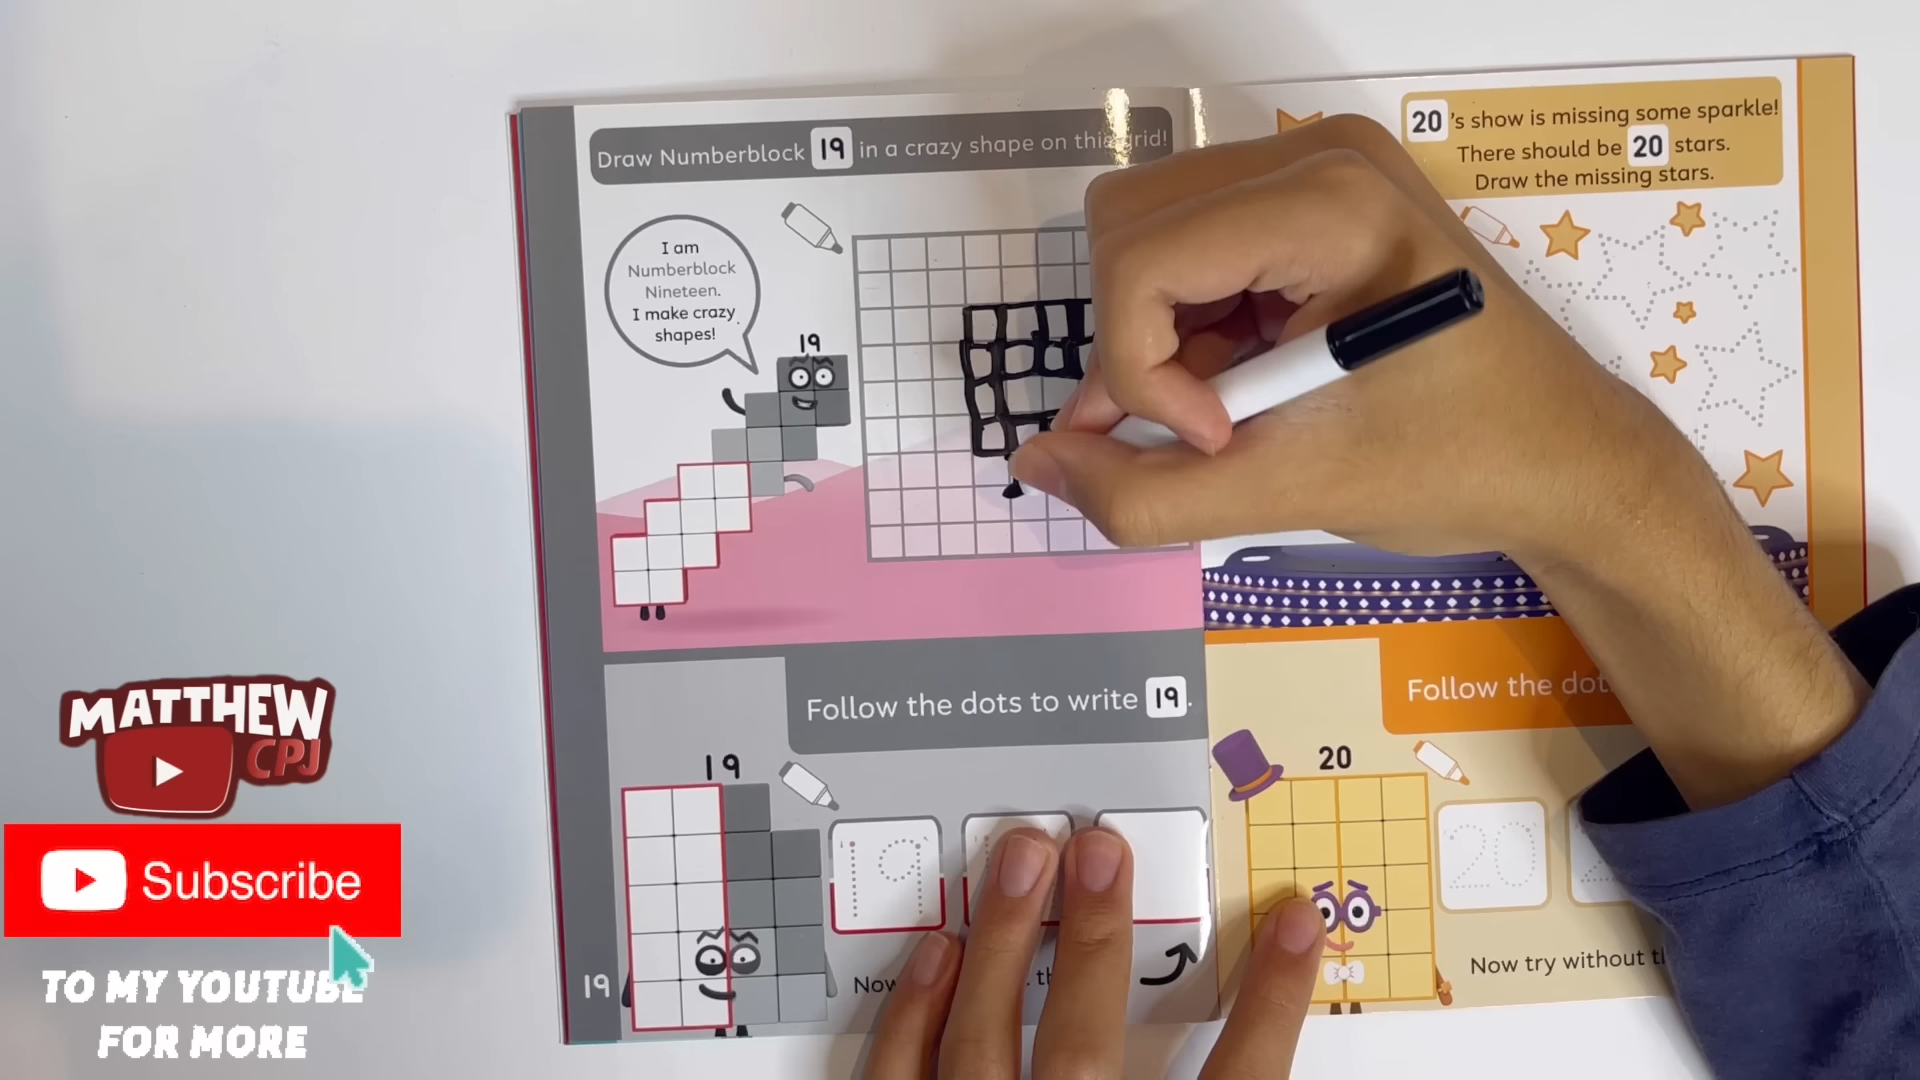 Draw Numberblock 19 in a crazy shape on this grid!
I am
Numberblock
Nineteen.
I make crazy
shapes!
19
Follow the dots to write 19.
19
19
Now
19
20's show is missing some sparkle!
There should be 20 stars.
Draw the missing stars.
Follow the
20
20
Now try without
MATTHEW
CPJ
Subscribe
TO MY YOUTUBE
FOR MORE